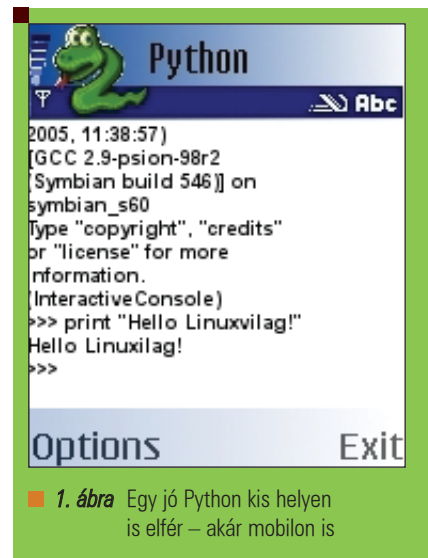 Python
Abc
2005, 11:38:57)
[GCC 2.9-psion-98r2
(Symbian build 546)] on
symbian_s60
Type "copyright", "credits"
or "license" for more
nformation.
(InteractiveConsole)
>>> print "Hello Linuxvilag!"
Hello Linuxilag!
>>>
Options Exit
1. ábra Egy jó Python kis helyen
is elfér – akár mobilon is